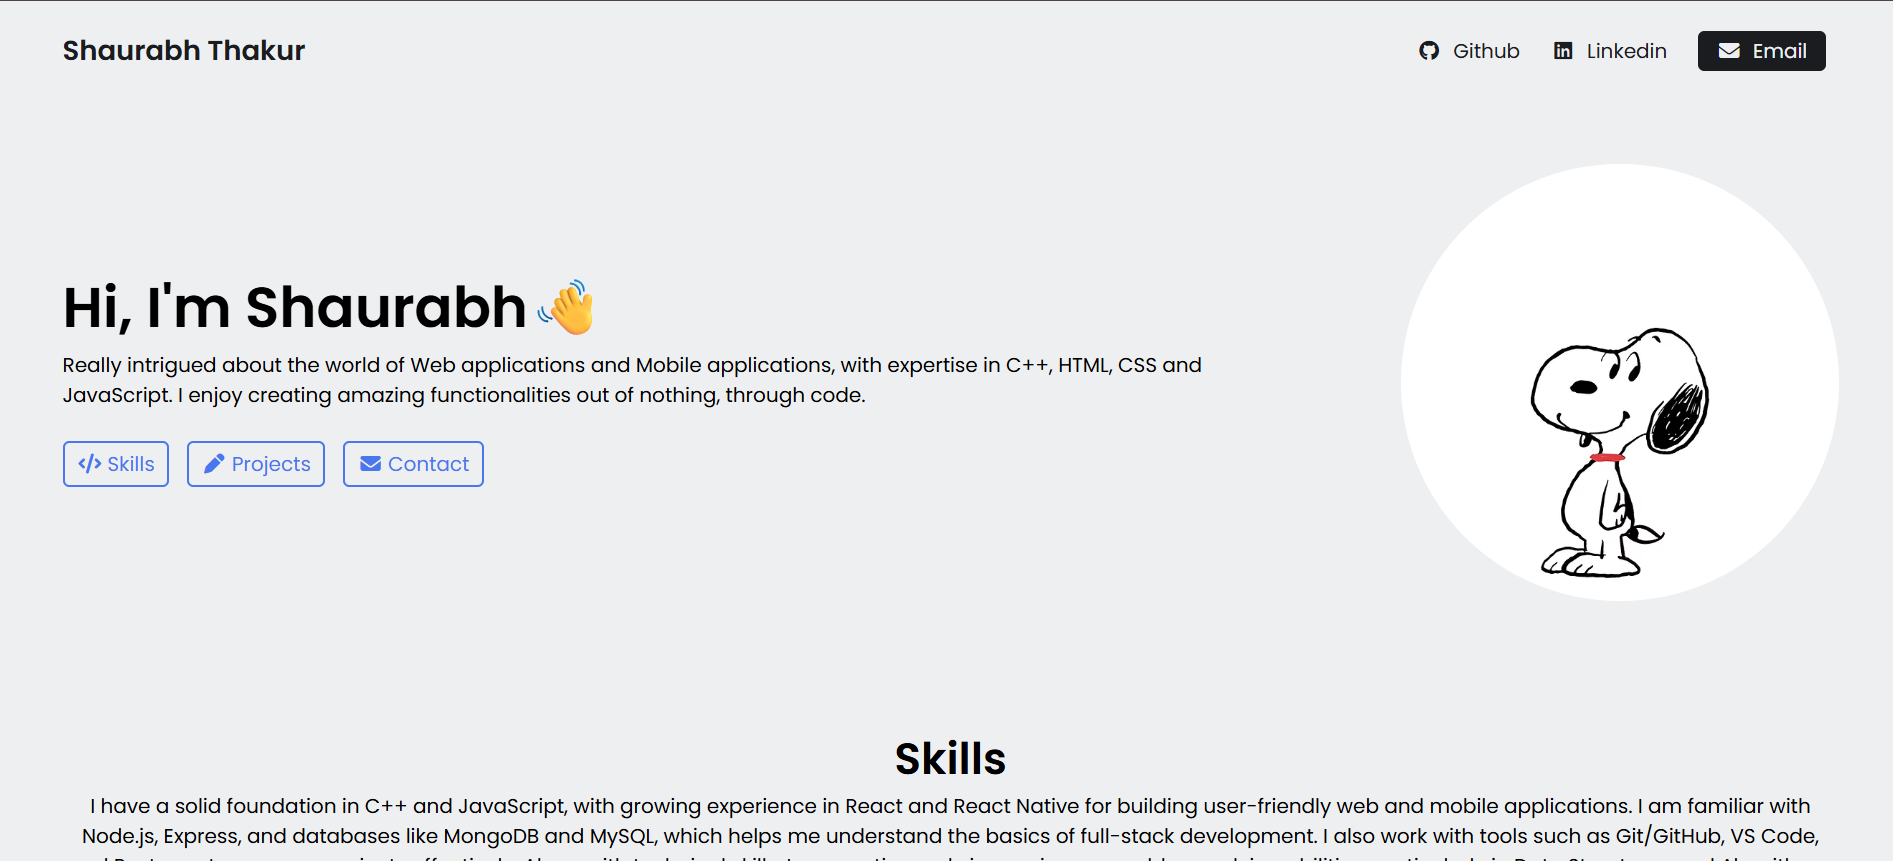 Shaurabh Thakur
Github
Linkedin
Email
Hi, I'm Shaurabh
Really intrigued about the world of Web applications and Mobile applications, with expertise in C++, HTML, CSS and
JavaScript. I enjoy creating amazing functionalities out of nothing, through code.
Skills
Projects
Contact
Skills
I have a solid foundation in C++ and JavaScript, with growing experience in React and React Native for building user-friendly web and mobile applications. I am familiar with
Node.js, Express, and databases like MongoDB and MySQL, which helps me understand the basics of full-stack development. I also work with tools such as Git/GitHub, VS Code,